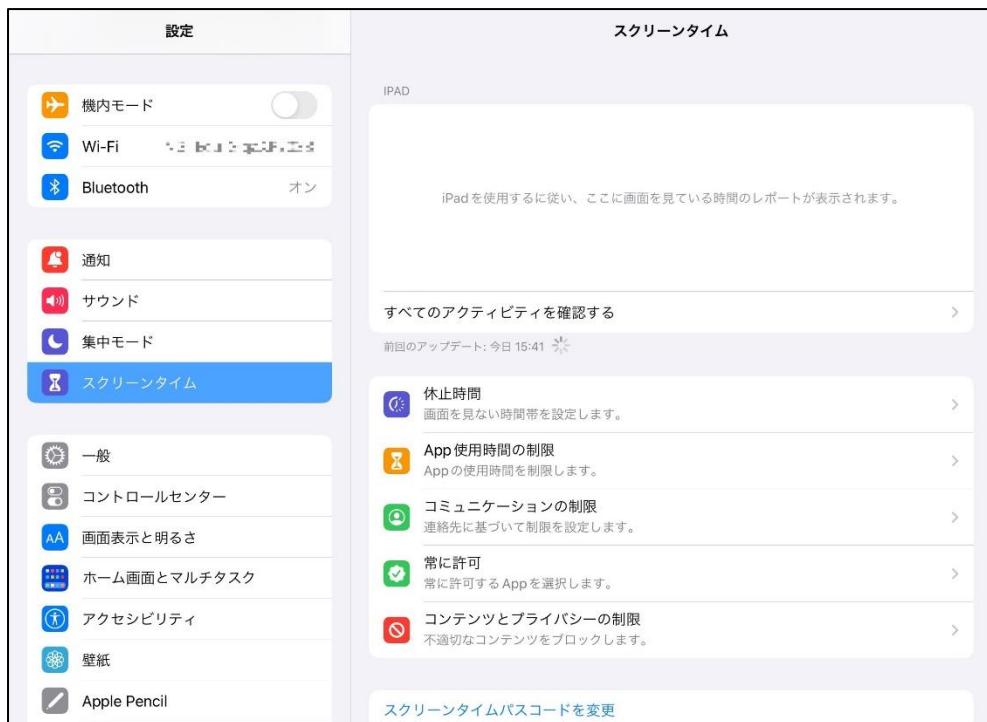 設定
機内モード
Wi-Fi
Bluetooth
オン
通知
サウンド
集中モード
スクリーンタイム
一般
コントロールセンター
AA
画面表示と明るさ
ホーム画面とマルチタスク
アクセシビリティ
壁紙
Apple Pencil
スクリーンタイム
IPAD
iPadを使用するに従い、ここに画面を見ている時間のレポートが表示されます。
すべてのアクティビティを確認する
前回のアップデート: 今日 15:41
休止時間
画面を見ない時間帯を設定します。
App 使用時間の制限
Appの使用時間を制限します。
コミュニケーションの制限
連絡先に基づいて制限を設定します。
常に許可
常に許可するAppを選択します。
コンテンツとプライバシーの制限
不適切なコンテンツをブロックします。
スクリーンタイムパスコードを変更